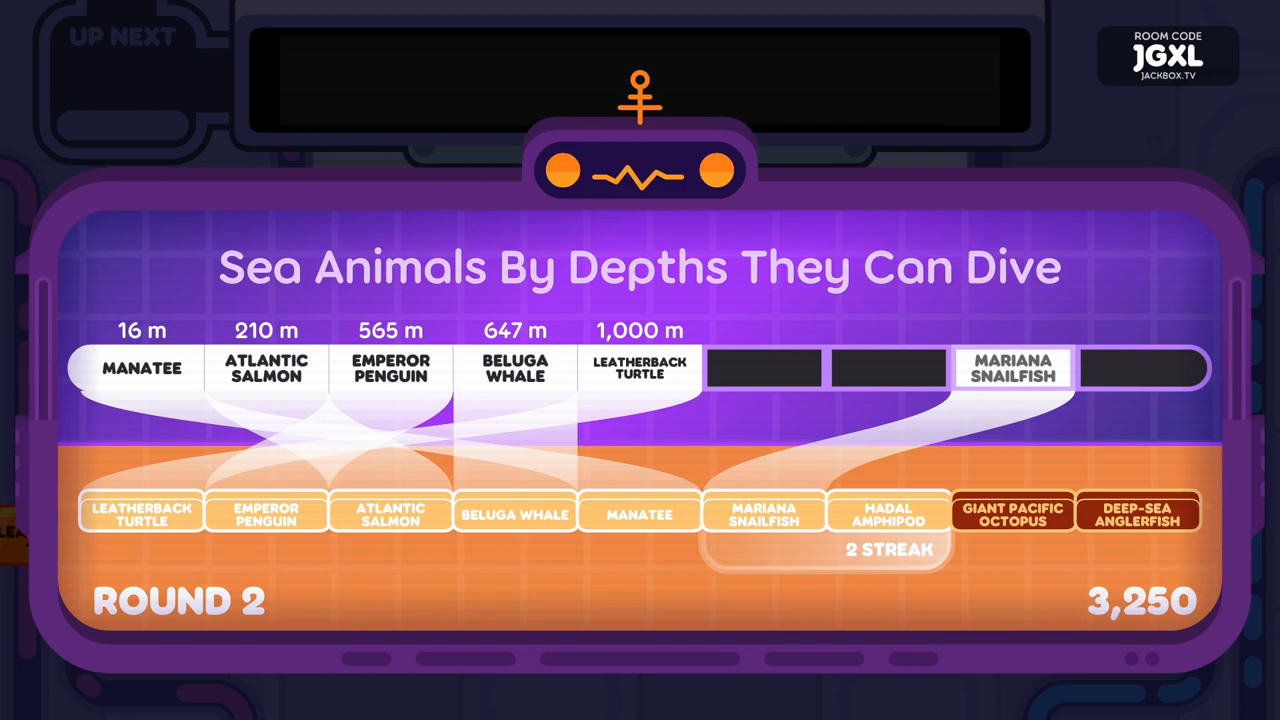 UP NEXT
ROOM CODE
JGXL
JACKBOX.TV
Sea Animals By Depths They Can Dive
16 m
210 m
565 m
647 m
1,000 m
MANATEE
ATLANTIC
SALMON
EMPEROR
PENGUIN
BELUGA
WHALE
LEATHERBACK
TURTLE
MARIANA
SNAILFISH
LEATHERBACK
TURTLE
EMPEROR
PENGUIN
ATLANTIC
SALMON
BELUGA WHALE
MANATEE
MARIANA
SNAILFISH
HADAL
AMPHIPOD
GIANT PACIFIC
OCTOPUS
DEEP-SEA
ANGLERFISH
2 STREAK
ROUND 2
3,250